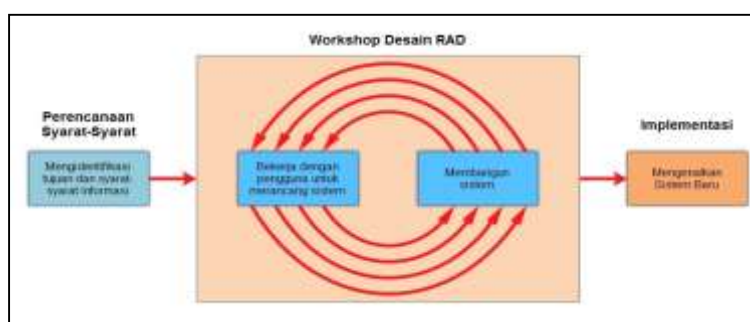 Workshop Desain RAD
Perencanaan
Syarat-Syarat
Mengidentifikasi
tujuan dan syarat-
syarat informasi
Bekerja dengan
pengguna untuk
merancang sistem
Membangun
sistem
Implementasi
Mengenalkan
Sistem Baru